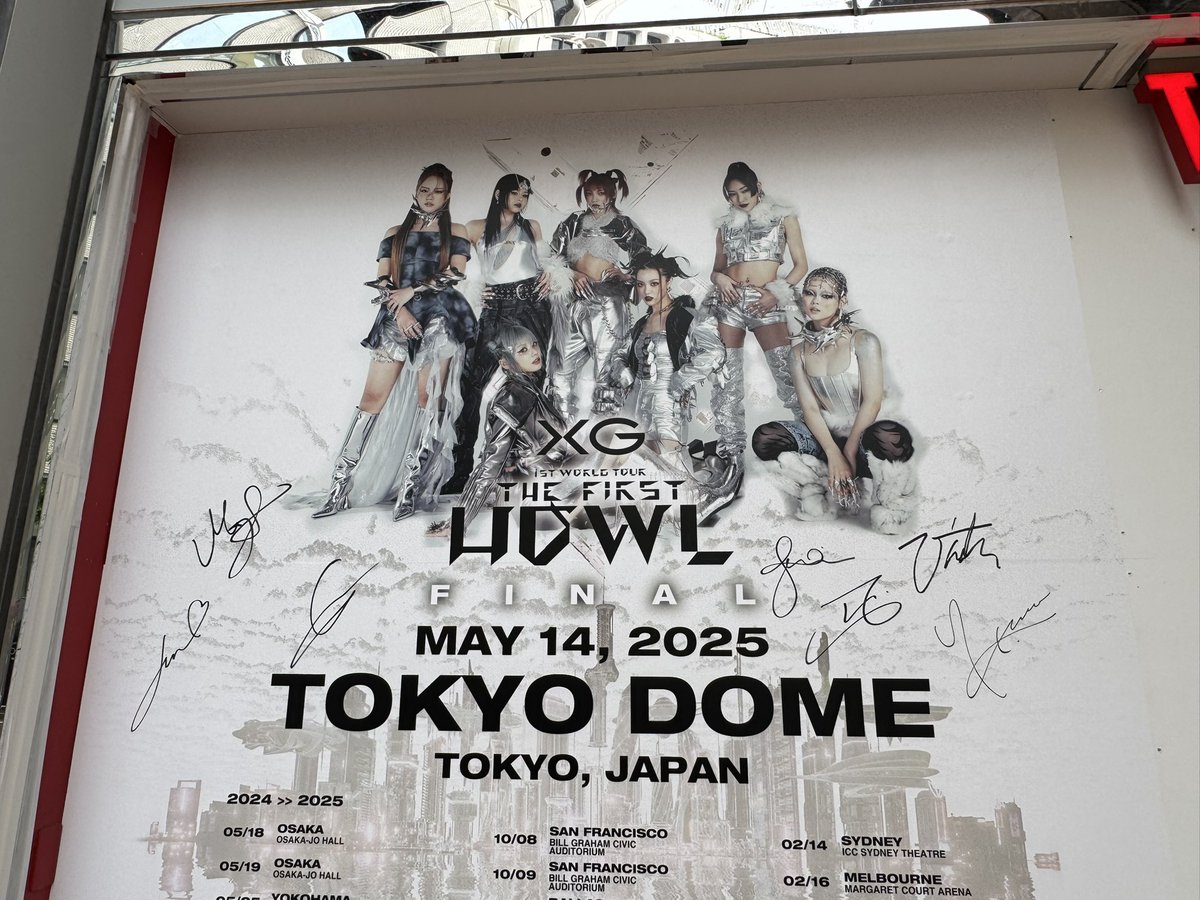 XG
1ST WORLD TOUR
THE FIRST
HOWL
FINAL
MAY 14, 2025
TOKYO DOME
TOKYO, JAPAN
2024 >> 2025
05/18 OSAKA
OSAKA-JO HALL
05/19 OSAKA
OSAKA-JO HALL
YOKOHAMA
10/08 SAN FRANCISCO
BILL GRAHAM CIVIC
AUDITORIUM
10/09 SAN FRANCISCO
BILL GRAHAM CIVIC
AUDITORIUM
02/14 SYDNEY
ICC SYDNEY THEATRE
02/16 MELBOURNE
MARGARET COURT ARENA